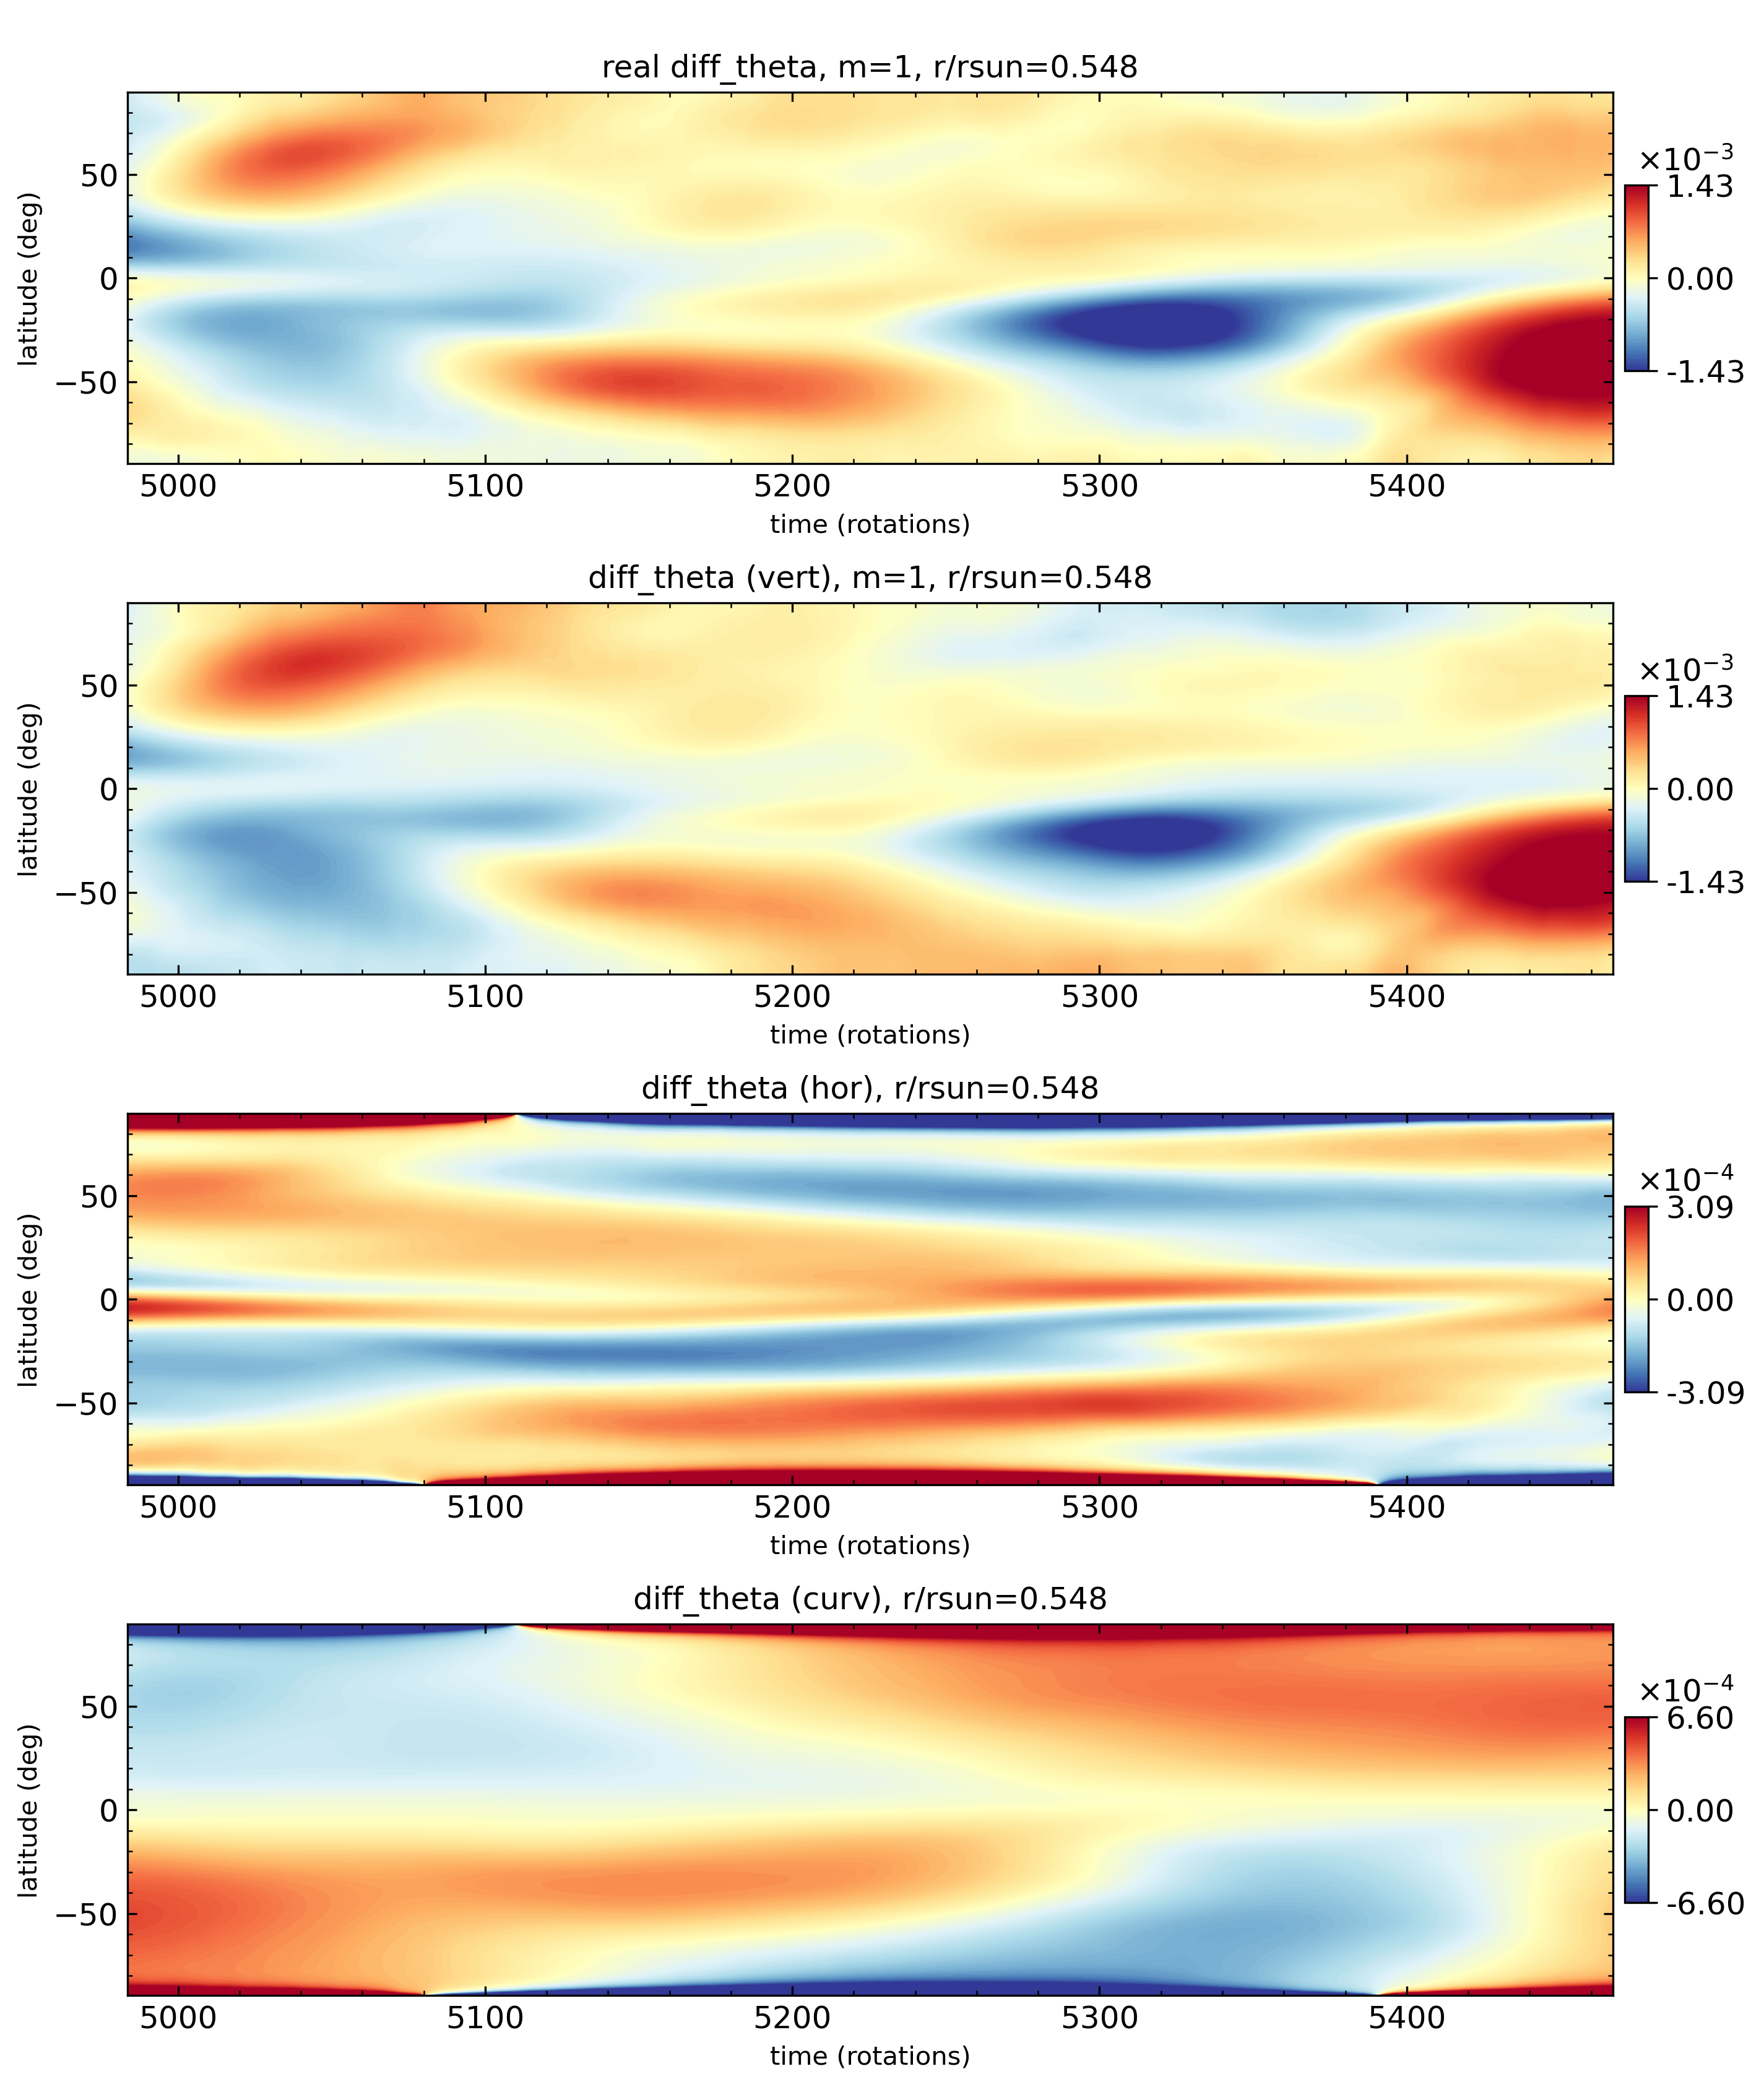 real diff_theta, m=1, r/rsun=0.548
×10⁻³
1.43
0.00
-1.43
50
0
−50
latitude (deg)
5000 5100 5200 5300 5400
time (rotations)
diff_theta (vert), m=1, r/rsun=0.548
×10⁻³
1.43
0.00
-1.43
50
0
−50
latitude (deg)
5000 5100 5200 5300 5400
time (rotations)
diff_theta (hor), r/rsun=0.548
×10⁻⁴
3.09
0.00
-3.09
50
0
−50
latitude (deg)
5000 5100 5200 5300 5400
time (rotations)
diff_theta (curv), r/rsun=0.548
×10⁻⁴
6.60
0.00
-6.60
50
0
−50
latitude (deg)
5000 5100 5200 5300 5400
time (rotations)